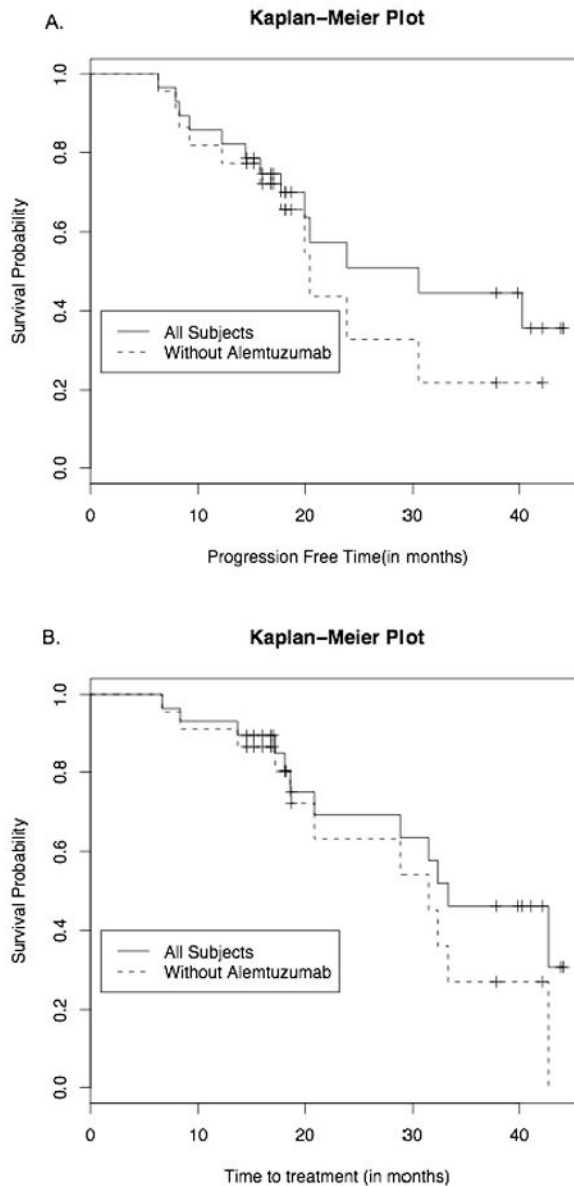 A.
Kaplan−Meier Plot
Survival Probability
1.0
0.8
0.6
0.4
0.2
0.0
All Subjects
Without Alemtuzumab
0 10 20 30 40
Progression Free Time(in months)
B.
Kaplan−Meier Plot
Survival Probability
1.0
0.8
0.6
0.4
0.2
0.0
All Subjects
Without Alemtuzumab
0 10 20 30 40
Time to treatment (in months)